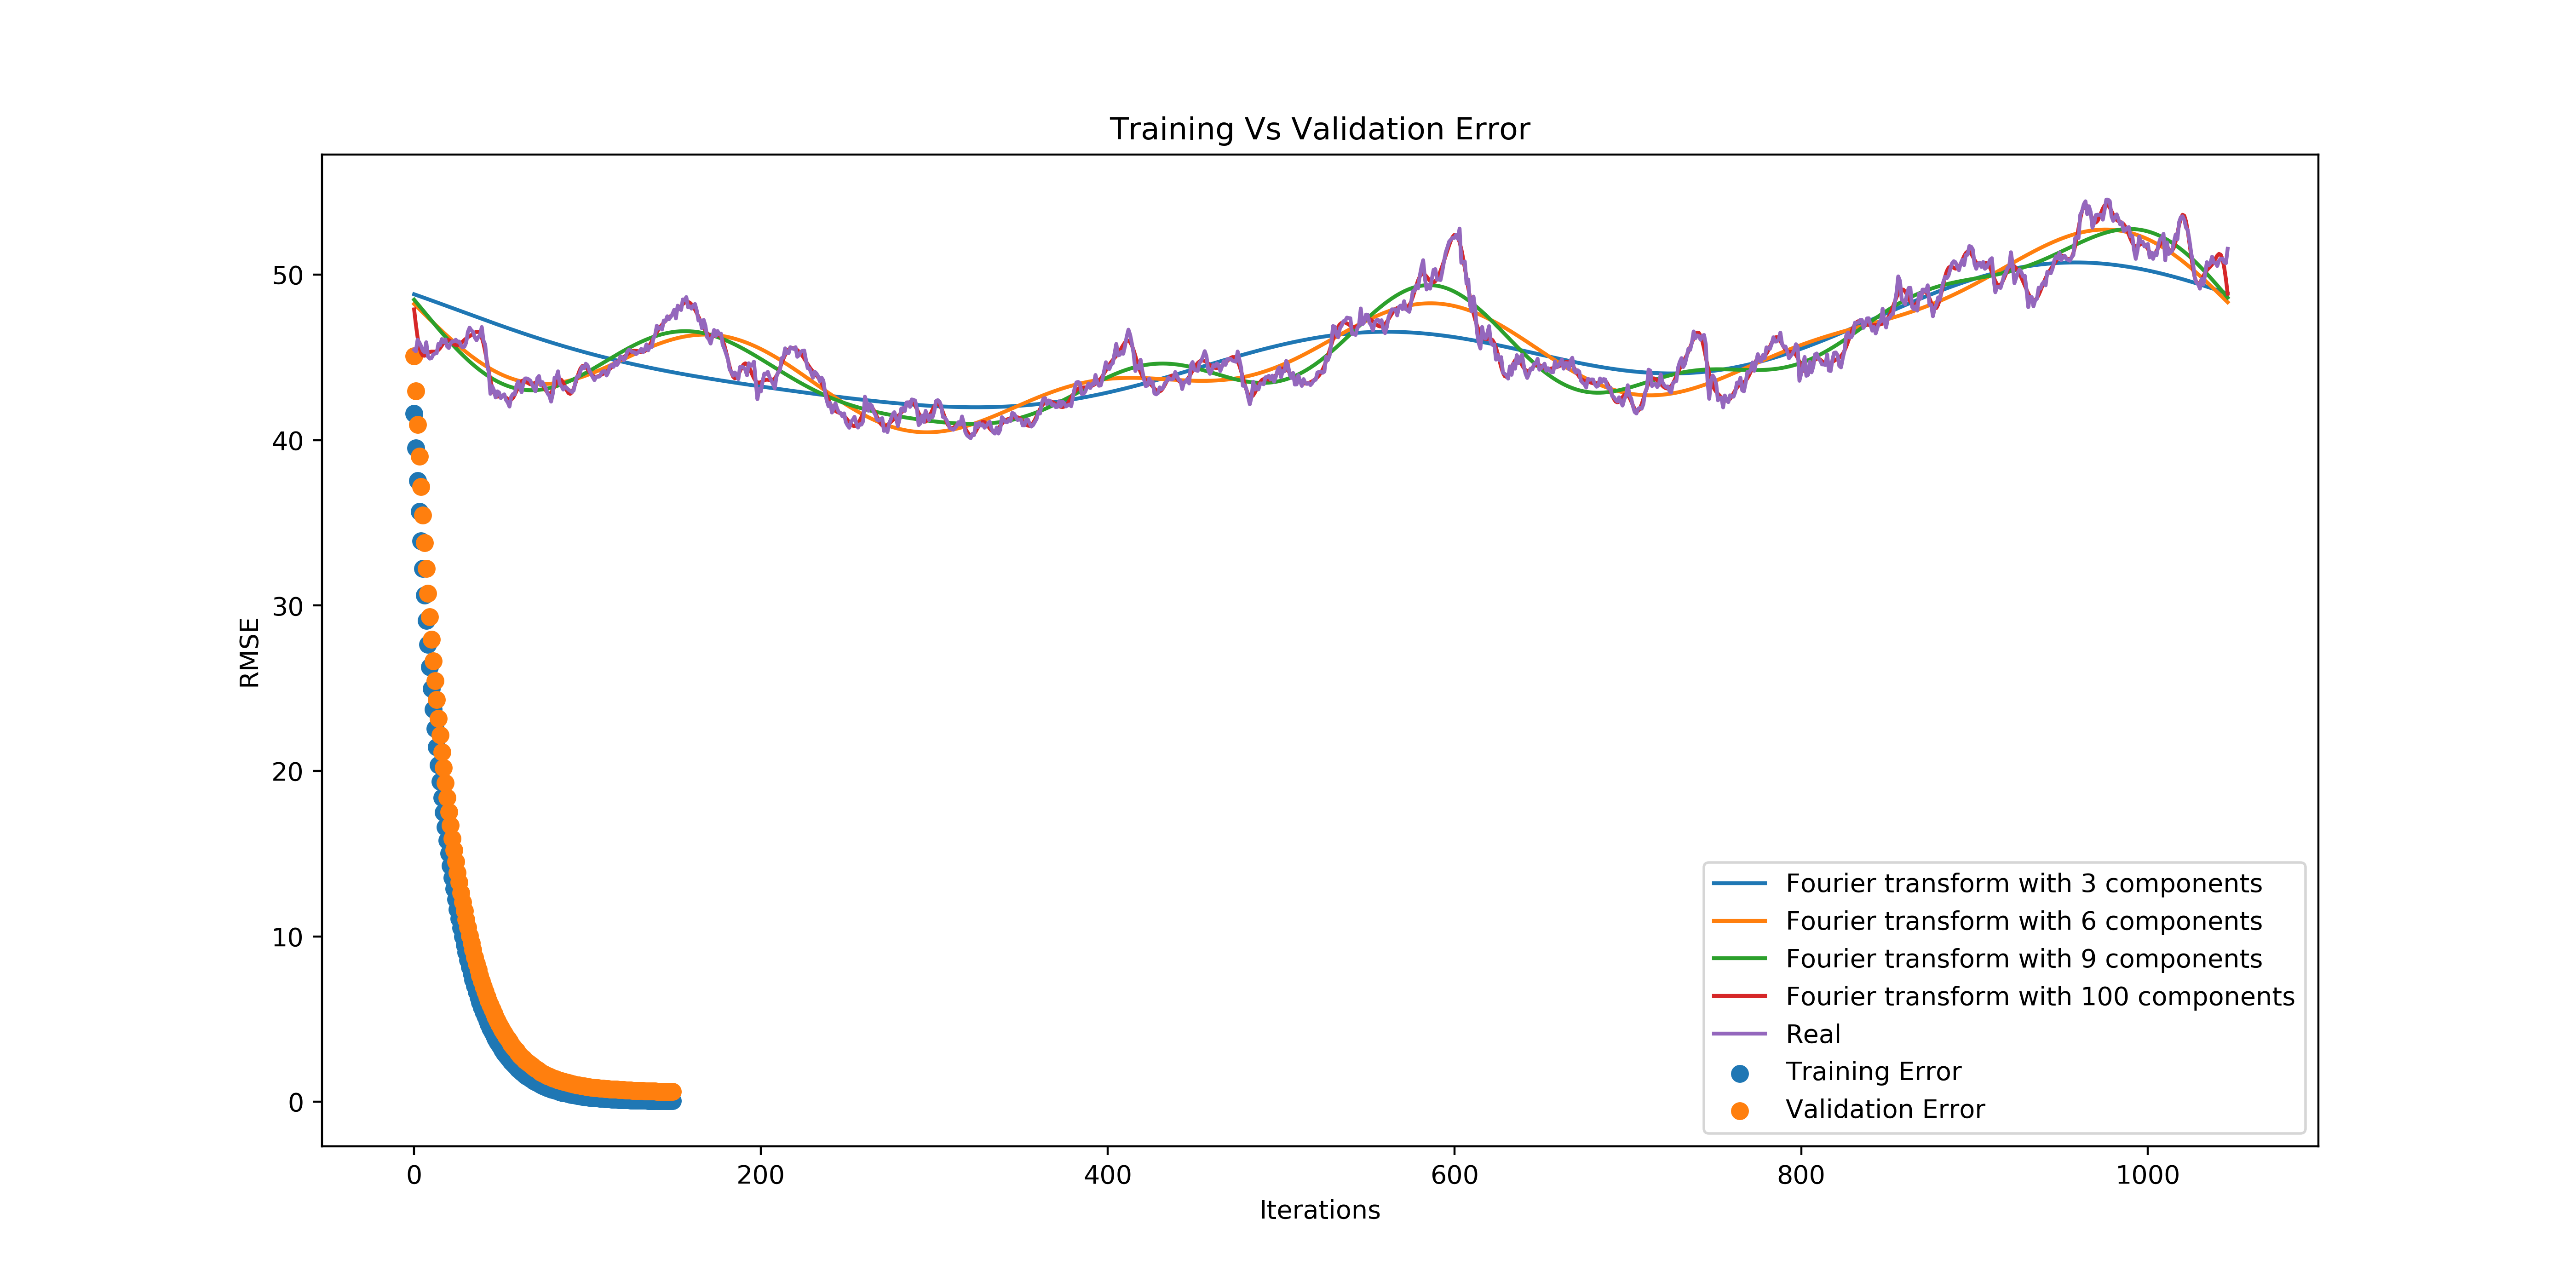 Training Vs Validation Error
RMSE
50
40
30
20
10
0
0 200 400 600 800 1000
Iterations
Fourier transform with 3 components
Fourier transform with 6 components
Fourier transform with 9 components
Fourier transform with 100 components
Real
Training Error
Validation Error